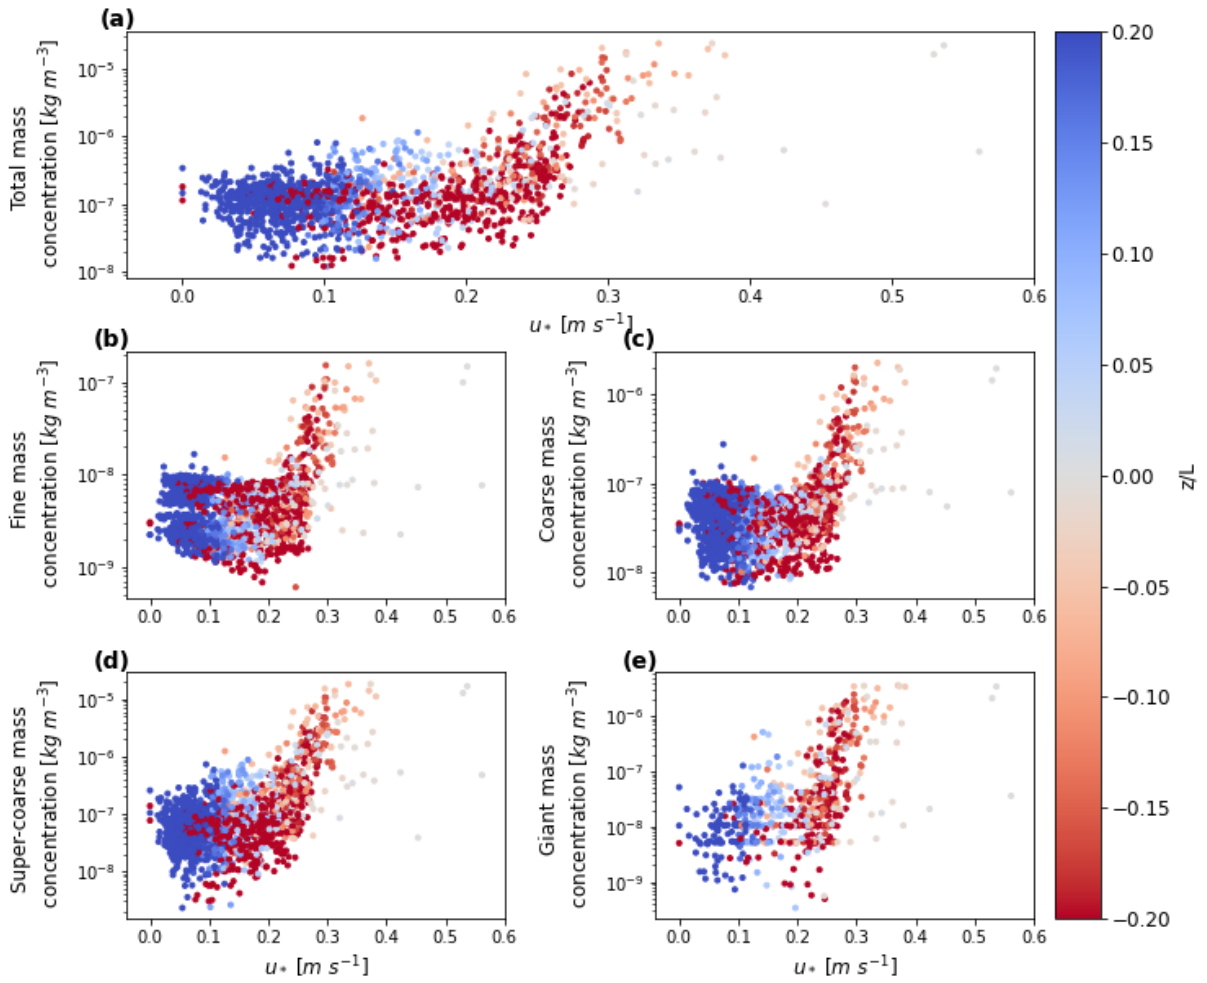 (a)
Total mass
concentration [kg m⁻³]
10⁻⁵
10⁻⁶
10⁻⁷
10⁻⁸
0.0 0.1 0.2 0.3 0.4 0.5 0.6
u* [m s⁻¹]
(b)
Fine mass
concentration [kg m⁻³]
10⁻⁷
10⁻⁸
10⁻⁹
0.0 0.1 0.2 0.3 0.4 0.5 0.6
(c)
Coarse mass
concentration [kg m⁻³]
10⁻⁶
10⁻⁷
10⁻⁸
0.0 0.1 0.2 0.3 0.4 0.5 0.6
(d)
Super-coarse mass
concentration [kg m⁻³]
10⁻⁵
10⁻⁶
10⁻⁷
10⁻⁸
0.0 0.1 0.2 0.3 0.4 0.5 0.6
u* [m s⁻¹]
(e)
Giant mass
concentration [kg m⁻³]
10⁻⁶
10⁻⁷
10⁻⁸
10⁻⁹
0.0 0.1 0.2 0.3 0.4 0.5 0.6
u* [m s⁻¹]
0.20
0.15
0.10
0.05
0.00
−0.05
−0.10
−0.15
−0.20
z/L